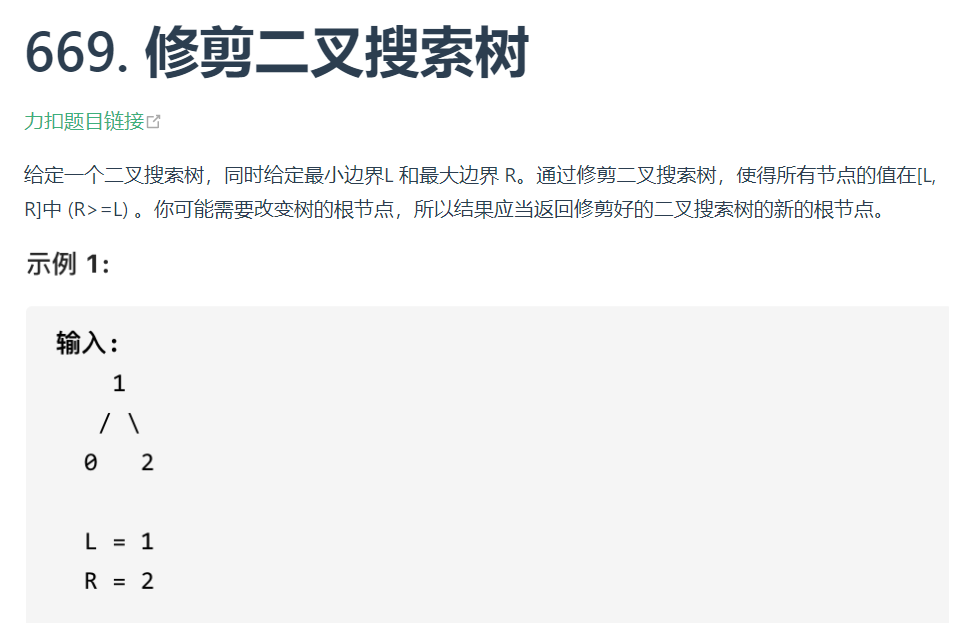 669. 修剪二叉搜索树
力扣题目链接
给定一个二叉搜索树，同时给定最小边界L 和最大边界 R。通过修剪二叉搜索树，使得所有节点的值在[L,
R]中 (R>=L) 。你可能需要改变树的根节点，所以结果应当返回修剪好的二叉搜索树的新的根节点。
示例 1:
输入:
1
/ \
0 2
L = 1
R = 2